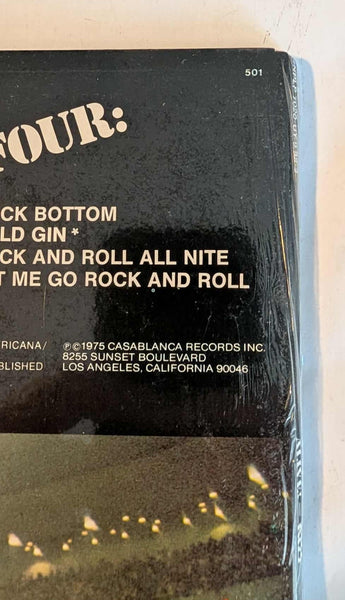 501
FOUR:
CK BOTTOM
LD GIN*
CK AND ROLL ALL NITE
T ME GO ROCK AND ROLL
RICANA/
BLISHED
℗©1975 CASABLANCA RECORDS INC.
8255 SUNSET BOULEVARD
LOS ANGELES, CALIFORNIA 90046